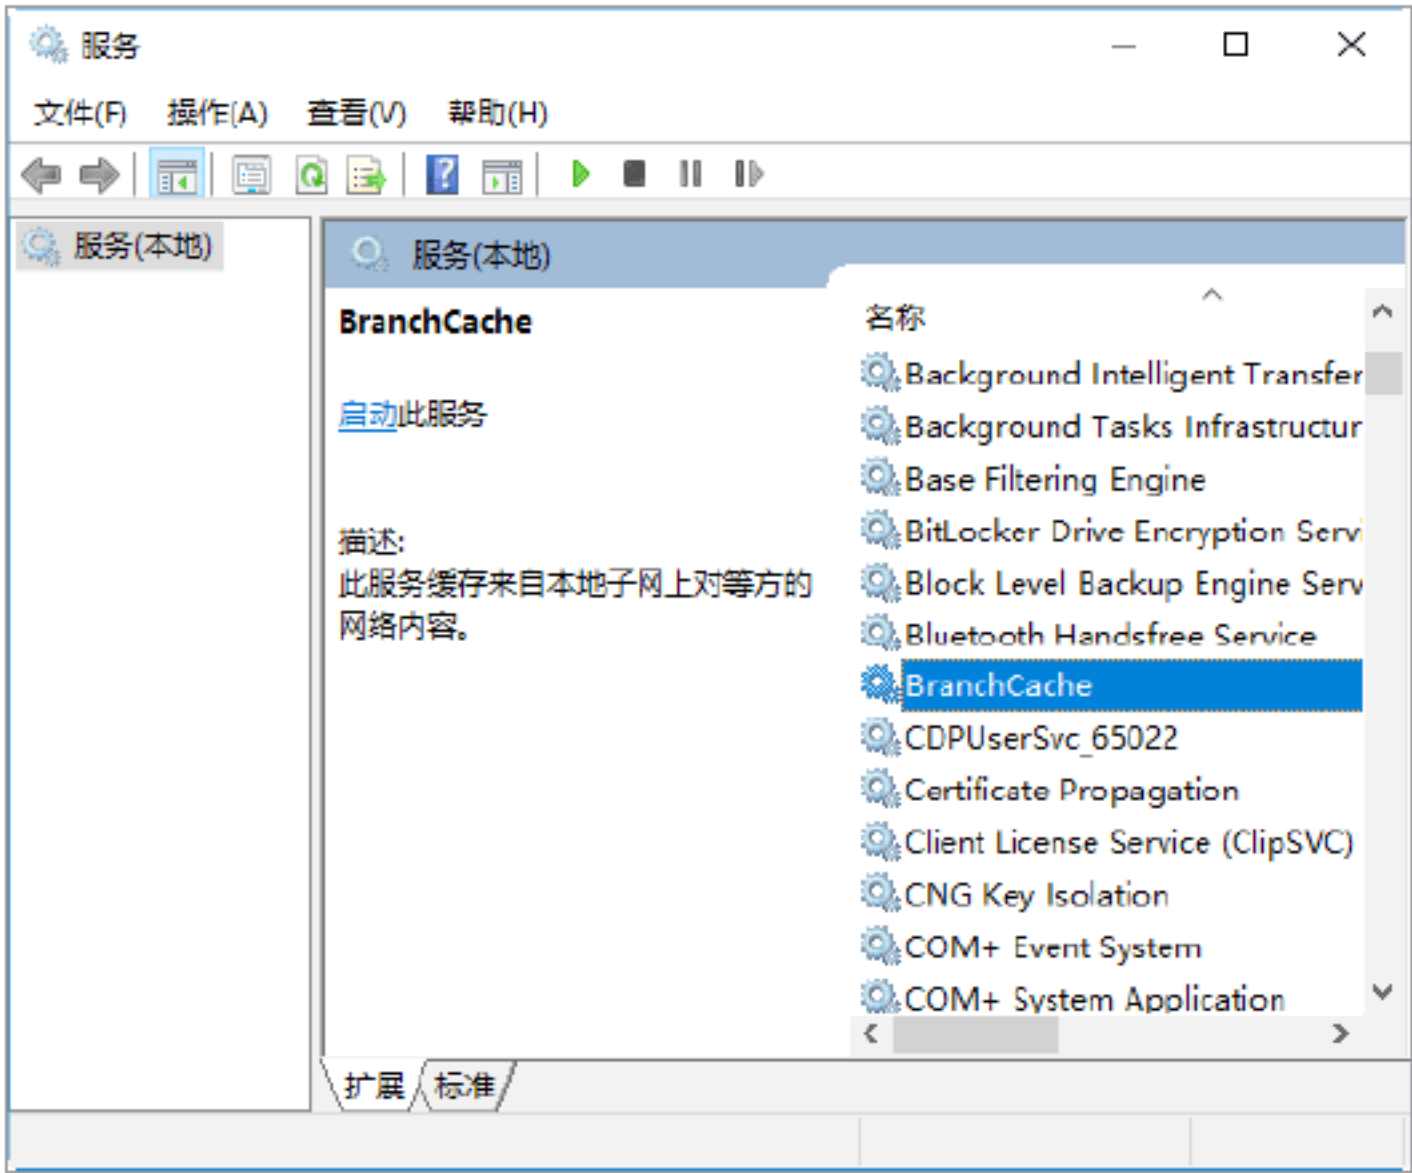 服务
文件(F) 操作(A) 查看(V) 帮助(H)
服务(本地)
服务(本地)
BranchCache
启动此服务
描述:
此服务缓存来自本地子网上对等方的
网络内容。
名称
Background Intelligent Transfer
Background Tasks Infrastructur
Base Filtering Engine
BitLocker Drive Encryption Servi
Block Level Backup Engine Serv
Bluetooth Handsfree Service
BranchCache
CDPUserSvc_65022
Certificate Propagation
Client License Service (ClipSVC)
CNG Key Isolation
COM+ Event System
COM+ System Application
扩展 标准